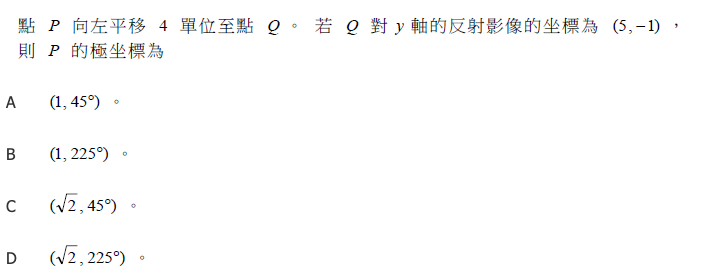 點 P 向左平移 4 單位至點 Q 。 若 Q 對 y 軸的反射影像的坐標為 (5,−1) ，
則 P 的極坐標為
A (1, 45°) 。
B (1, 225°) 。
C (√2 , 45°) 。
D (√2 , 225°) 。